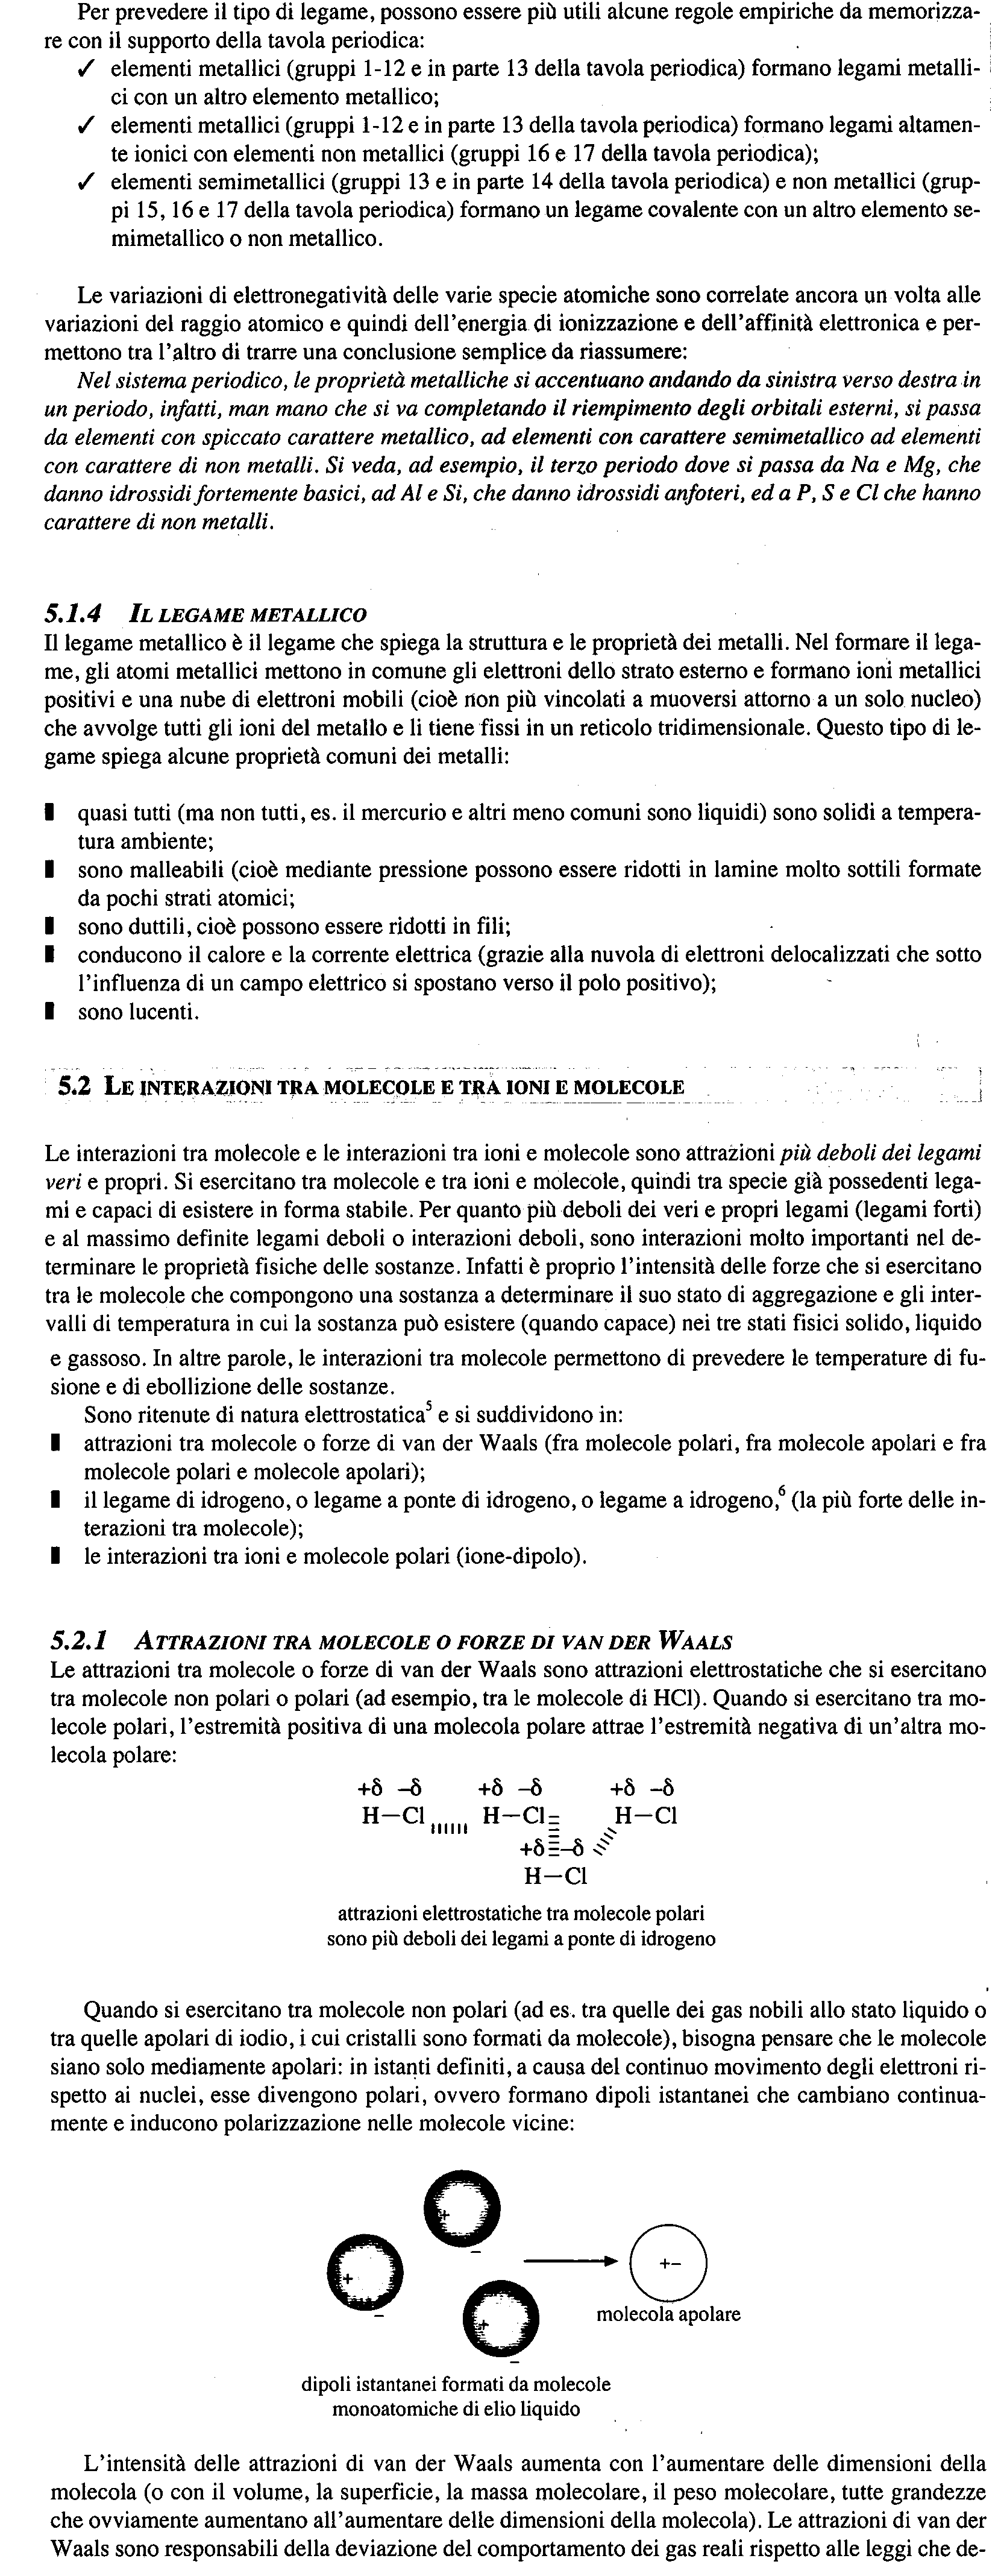 Per prevedere il tipo di legame, possono essere più utili alcune regole empiriche da memorizza-
re con il supporto della tavola periodica:
✓ elementi metallici (gruppi 1-12 e in parte 13 della tavola periodica) formano legami metalli-
ci con un altro elemento metallico;
✓ elementi metallici (gruppi 1-12 e in parte 13 della tavola periodica) formano legami altamen-
te ionici con elementi non metallici (gruppi 16 e 17 della tavola periodica);
✓ elementi semimetallici (gruppi 13 e in parte 14 della tavola periodica) e non metallici (grup-
pi 15, 16 e 17 della tavola periodica) formano un legame covalente con un altro elemento se-
mimetallico o non metallico.
Le variazioni di elettronegatività delle varie specie atomiche sono correlate ancora un volta alle
variazioni del raggio atomico e quindi dell'energia di ionizzazione e dell'affinità elettronica e per-
mettono tra l'altro di trarre una conclusione semplice da riassumere:
Nel sistema periodico, le proprietà metalliche si accentuano andando da sinistra verso destra in
un periodo, infatti, man mano che si va completando il riempimento degli orbitali esterni, si passa
da elementi con spiccato carattere metallico, ad elementi con carattere semimetallico ad elementi
con carattere di non metalli. Si veda, ad esempio, il terzo periodo dove si passa da Na e Mg, che
danno idrossidi fortemente basici, ad Al e Si, che danno idrossidi anfoteri, ed a P, S e Cl che hanno
carattere di non metalli.
5.1.4 IL LEGAME METALLICO
Il legame metallico è il legame che spiega la struttura e le proprietà dei metalli. Nel formare il lega-
me, gli atomi metallici mettono in comune gli elettroni dello strato esterno e formano ioni metallici
positivi e una nube di elettroni mobili (cioè non più vincolati a muoversi attorno a un solo nucleo)
che avvolge tutti gli ioni del metallo e li tiene fissi in un reticolo tridimensionale. Questo tipo di le-
game spiega alcune proprietà comuni dei metalli:
▌ quasi tutti (ma non tutti, es. il mercurio e altri meno comuni sono liquidi) sono solidi a tempera-
tura ambiente;
▌ sono malleabili (cioè mediante pressione possono essere ridotti in lamine molto sottili formate
da pochi strati atomici;
▌ sono duttili, cioè possono essere ridotti in fili;
▌ conducono il calore e la corrente elettrica (grazie alla nuvola di elettroni delocalizzati che sotto
l'influenza di un campo elettrico si spostano verso il polo positivo);
▌ sono lucenti.
5.2 LE INTERAZIONI TRA MOLECOLE E TRA IONI E MOLECOLE
Le interazioni tra molecole e le interazioni tra ioni e molecole sono attrazioni più deboli dei legami
veri e propri. Si esercitano tra molecole e tra ioni e molecole, quindi tra specie già possedenti lega-
mi e capaci di esistere in forma stabile. Per quanto più deboli dei veri e propri legami (legami forti)
e al massimo definite legami deboli o interazioni deboli, sono interazioni molto importanti nel de-
terminare le proprietà fisiche delle sostanze. Infatti è proprio l'intensità delle forze che si esercitano
tra le molecole che compongono una sostanza a determinare il suo stato di aggregazione e gli inter-
valli di temperatura in cui la sostanza può esistere (quando capace) nei tre stati fisici solido, liquido
e gassoso. In altre parole, le interazioni tra molecole permettono di prevedere le temperature di fu-
sione e di ebollizione delle sostanze.
Sono ritenute di natura elettrostatica⁵ e si suddividono in:
▌ attrazioni tra molecole o forze di van der Waals (fra molecole polari, fra molecole apolari e fra
molecole polari e molecole apolari);
▌ il legame di idrogeno, o legame a ponte di idrogeno, o legame a idrogeno,⁶ (la più forte delle in-
terazioni tra molecole);
▌ le interazioni tra ioni e molecole polari (ione-dipolo).
5.2.1 ATTRAZIONI TRA MOLECOLE O FORZE DI VAN DER WAALS
Le attrazioni tra molecole o forze di van der Waals sono attrazioni elettrostatiche che si esercitano
tra molecole non polari o polari (ad esempio, tra le molecole di HCl). Quando si esercitano tra mo-
lecole polari, l'estremità positiva di una molecola polare attrae l'estremità negativa di un'altra mo-
lecola polare:
+δ –δ +δ –δ +δ –δ
H—Cl H—Cl H—Cl
+δ –δ
H—Cl
attrazioni elettrostatiche tra molecole polari
sono più deboli dei legami a ponte di idrogeno
Quando si esercitano tra molecole non polari (ad es. tra quelle dei gas nobili allo stato liquido o
tra quelle apolari di iodio, i cui cristalli sono formati da molecole), bisogna pensare che le molecole
siano solo mediamente apolari: in istanti definiti, a causa del continuo movimento degli elettroni ri-
spetto ai nuclei, esse divengono polari, ovvero formano dipoli istantanei che cambiano continua-
mente e inducono polarizzazione nelle molecole vicine:
+
–
+
–
+–
+
–
molecola apolare
dipoli istantanei formati da molecole
monoatomiche di elio liquido
L'intensità delle attrazioni di van der Waals aumenta con l'aumentare delle dimensioni della
molecola (o con il volume, la superficie, la massa molecolare, il peso molecolare, tutte grandezze
che ovviamente aumentano all'aumentare delle dimensioni della molecola). Le attrazioni di van der
Waals sono responsabili della deviazione del comportamento dei gas reali rispetto alle leggi che de-